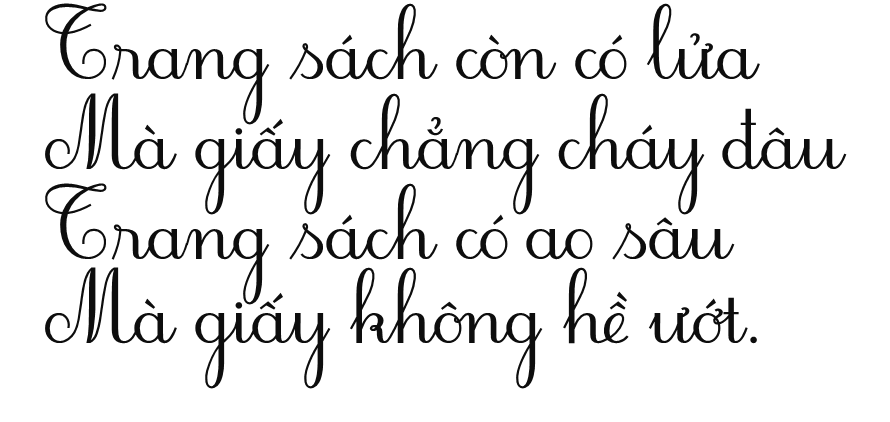 Trang sách còn có lửa
Mà giấy chẳng cháy đâu
Trang sách có ao sâu
Mà giấy không hề ướt.